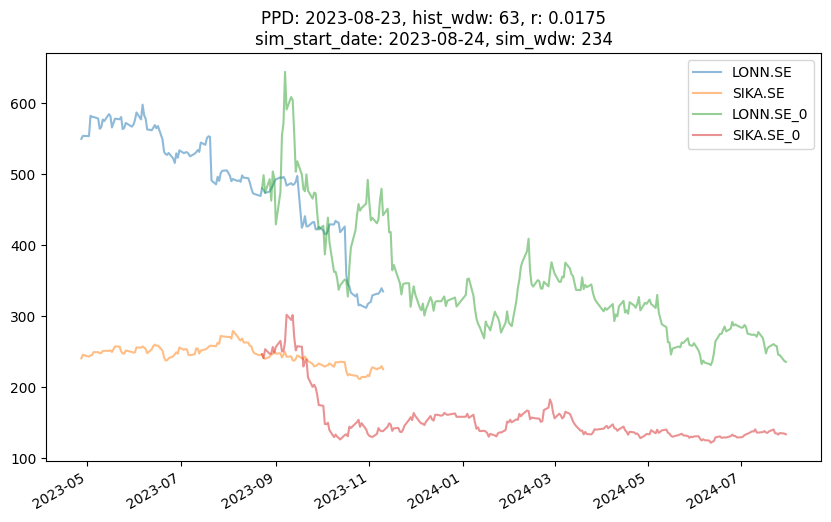 PPD: 2023-08-23, hist_wdw: 63, r: 0.0175
sim_start_date: 2023-08-24, sim_wdw: 234
LONN.SE
SIKA.SE
LONN.SE_0
SIKA.SE_0
600
500
400
300
200
100
2023-05
2023-07
2023-09
2023-11
2024-01
2024-03
2024-05
2024-07